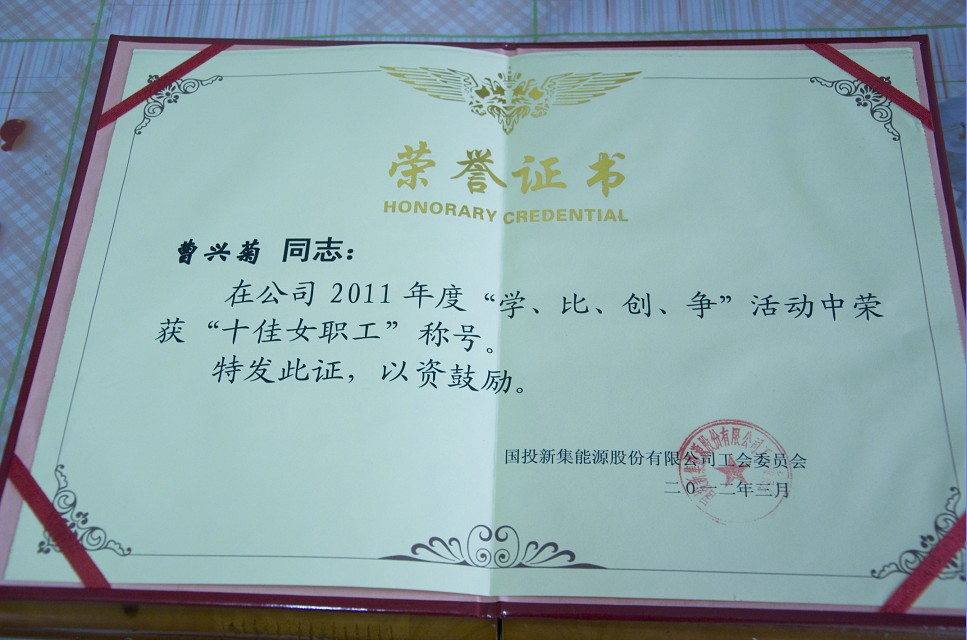 荣誉证书
HONORARY CREDENTIAL
曹兴菊 同志：
在公司 2011 年度“学、比、创、争”活动中荣
获“十佳女职工”称号。
特发此证，以资鼓励。
国投新集能源股份有限公司工会委员会
二〇一二年三月